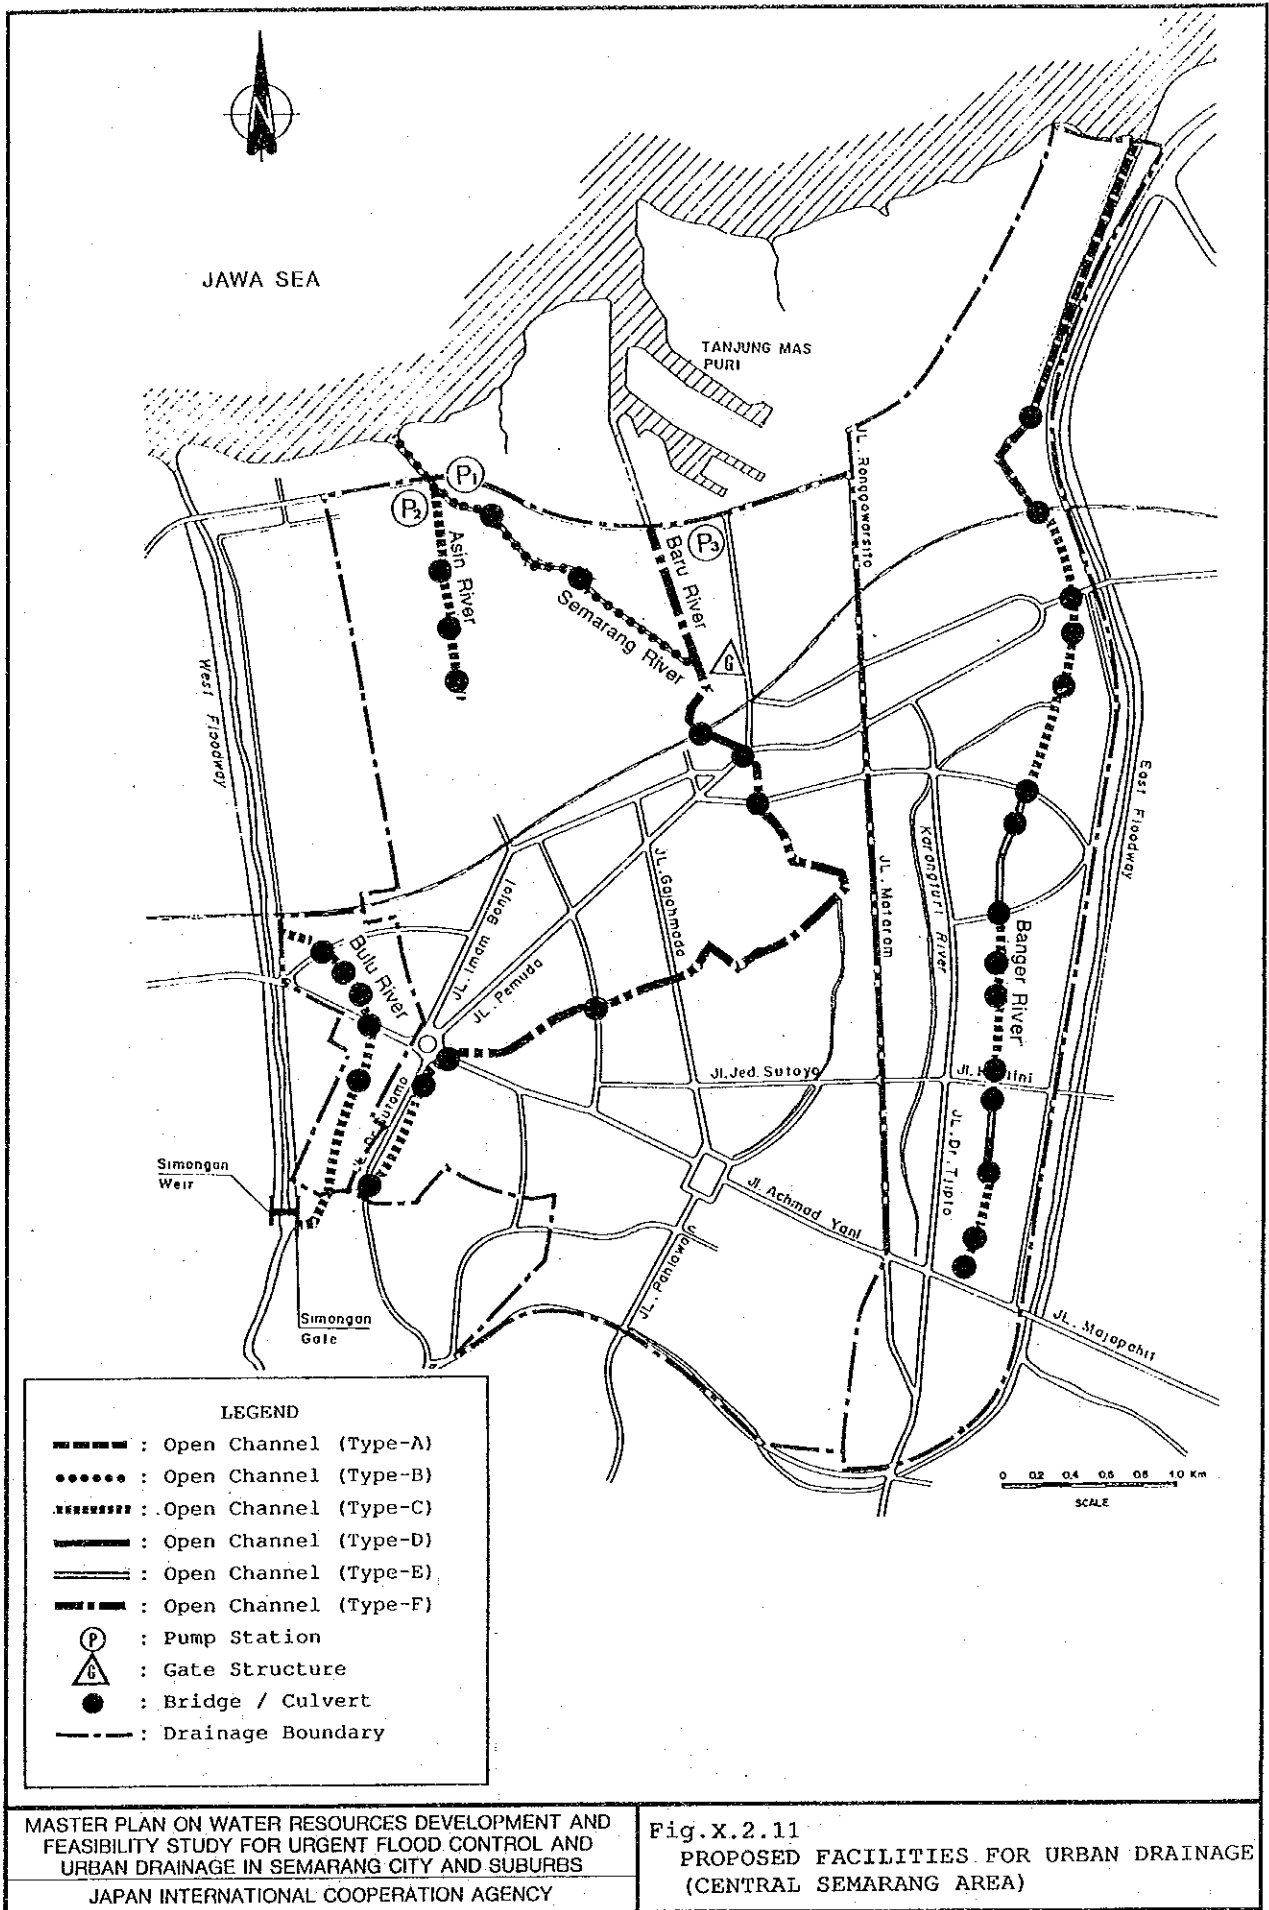 N
JAWA SEA
TANJUNG MAS
PURI
JL. Ronggowarsito
P1
P2
P3
Asin River
Baru River
Semarang River
G
West Floodway
East Floodway
Karangturi River
JL. Mataram
JL. Gajahmada
JL. Imam Bonjol
JL. Pemuda
Bulu River
Banger River
Jl. Jed. Sutoyo
JL. Dr. Sutomo
JL. Dr. Tjipto
Simongan
Weir
Jl. Achmad Yani
Simongan
Gate
JL. Majapahit
LEGEND
: Open Channel (Type-A)
: Open Channel (Type-B)
: Open Channel (Type-C)
: Open Channel (Type-D)
: Open Channel (Type-E)
: Open Channel (Type-F)
P : Pump Station
G : Gate Structure
: Bridge / Culvert
: Drainage Boundary
0 0.2 0.4 0.6 0.8 1.0 Km
SCALE
MASTER PLAN ON WATER RESOURCES DEVELOPMENT AND
FEASIBILITY STUDY FOR URGENT FLOOD CONTROL AND
URBAN DRAINAGE IN SEMARANG CITY AND SUBURBS
JAPAN INTERNATIONAL COOPERATION AGENCY
Fig.X.2.11
PROPOSED FACILITIES FOR URBAN DRAINAGE
(CENTRAL SEMARANG AREA)